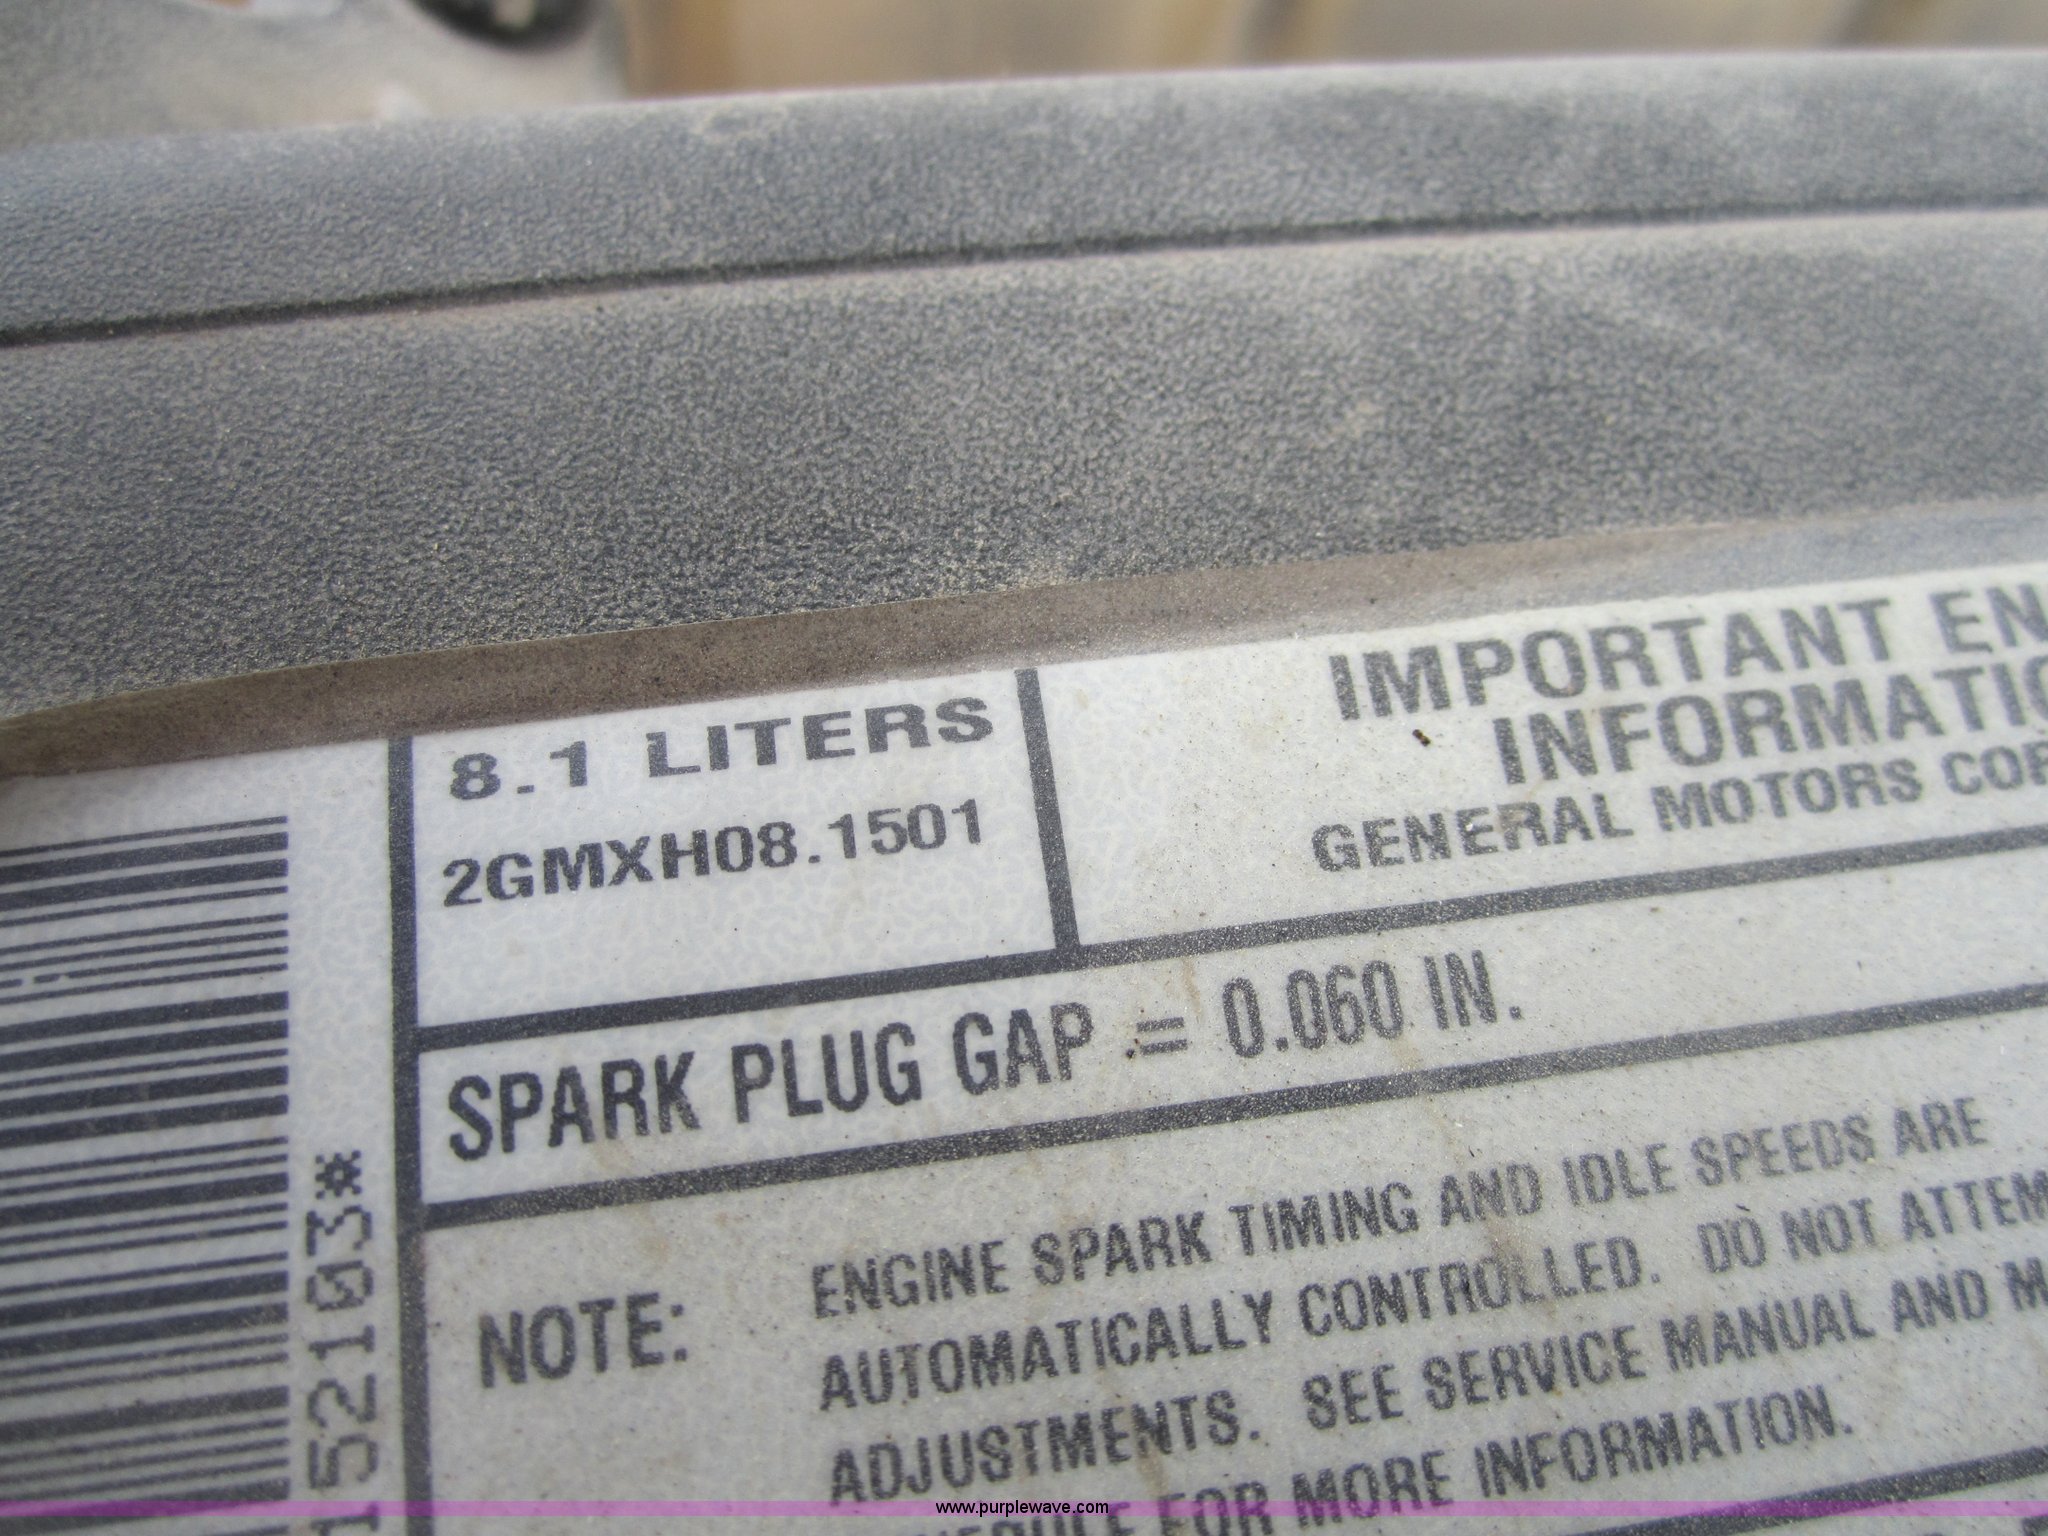 8.1 LITERS
2GMXH08.1501
IMPORTANT EN
INFORMATIO
GENERAL MOTORS COR
SPARK PLUG GAP = 0.060 IN.
NOTE:
ENGINE SPARK TIMING AND IDLE SPEEDS ARE
AUTOMATICALLY CONTROLLED. DO NOT ATTEM
ADJUSTMENTS. SEE SERVICE MANUAL AND M
FOR MORE INFORMATION.
152103*
www.purplewave.com